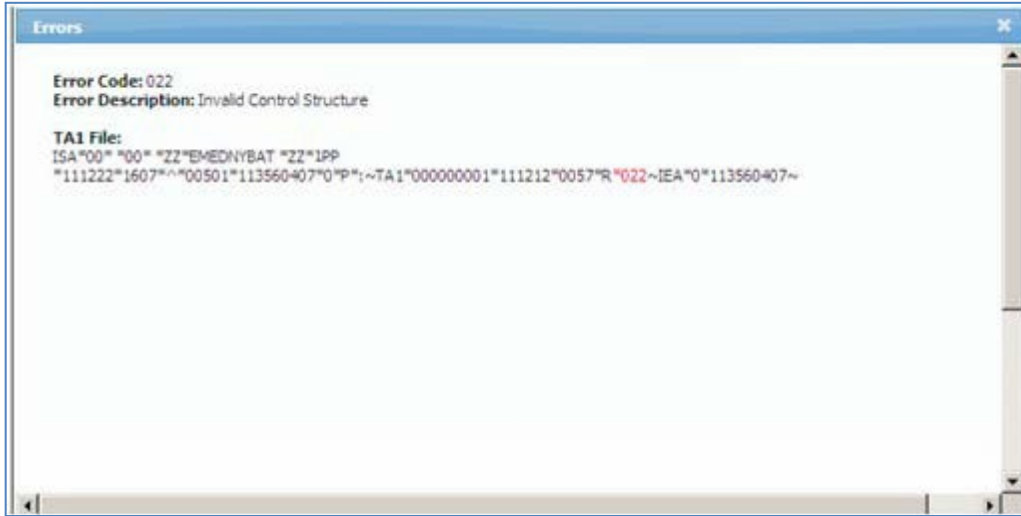 Errors
Error Code: 022
Error Description: Invalid Control Structure
TA1 File:
ISA*00* *00* *ZZ*EMEDNYBAT *ZZ*1PP
*111222*1607*^*00501*113560407*0*P*:~TA1*000000001*111212*0057*R*022~IEA*0*113560407~